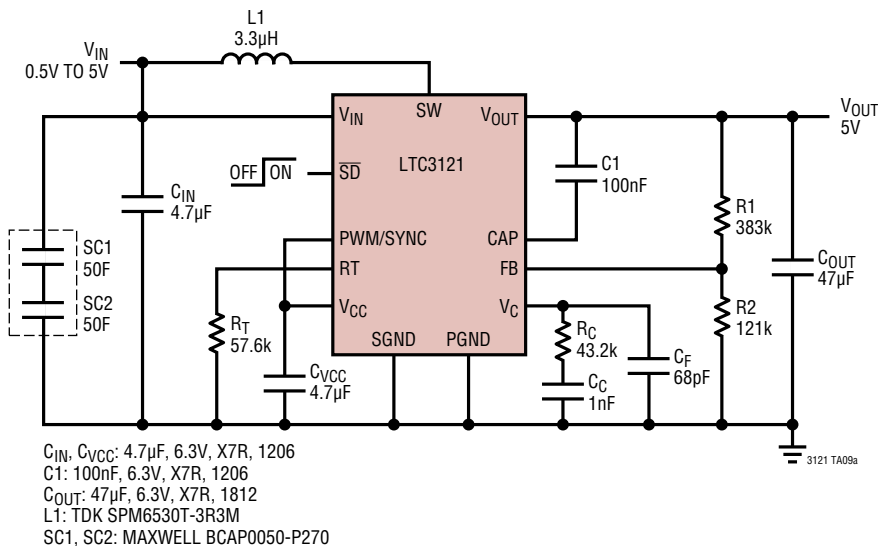 L1
3.3µH
VIN
0.5V TO 5V
SW
VIN
VOUT
VOUT
5V
LTC3121
OFF ON
SD
C1
100nF
CIN
4.7µF
R1
383k
SC1
50F
PWM/SYNC
CAP
COUT
47µF
RT
FB
SC2
50F
VCC
VC
R2
121k
RT
57.6k
SGND
PGND
RC
43.2k
CF
68pF
CVCC
4.7µF
CC
1nF
3121 TA09a
CIN, CVCC: 4.7µF, 6.3V, X7R, 1206
C1: 100nF, 6.3V, X7R, 1206
COUT: 47µF, 6.3V, X7R, 1812
L1: TDK SPM6530T-3R3M
SC1, SC2: MAXWELL BCAP0050-P270